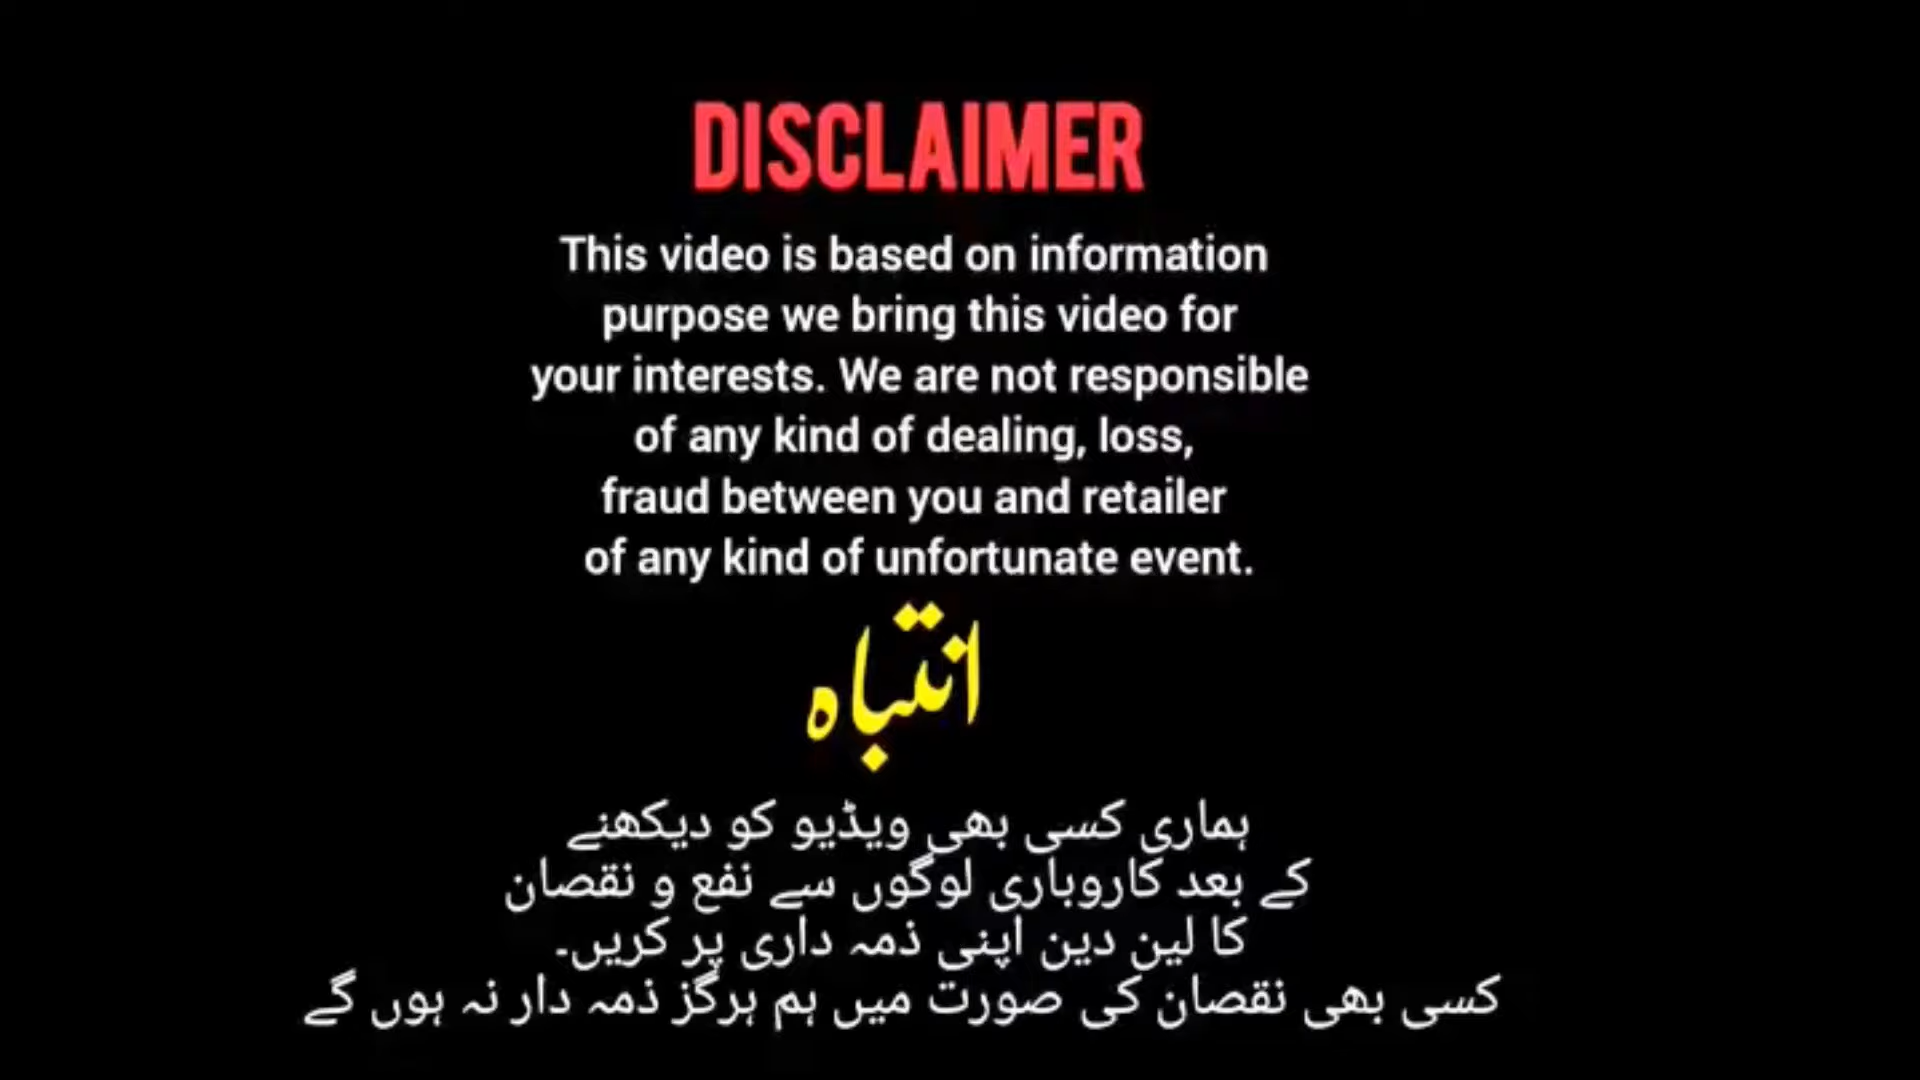 DISCLAIMER
This video is based on information
purpose we bring this video for
your interests. We are not responsible
of any kind of dealing, loss,
fraud between you and retailer
of any kind of unfortunate event.
انتباہ
ہماری کسی بھی ویڈیو کو دیکھنے
کے بعد کاروباری لوگوں سے نفع و نقصان
کا لین دین اپنی ذمہ داری پر کریں۔
کسی بھی نقصان کی صورت میں ہم ہرگز ذمہ دار نہ ہوں گے